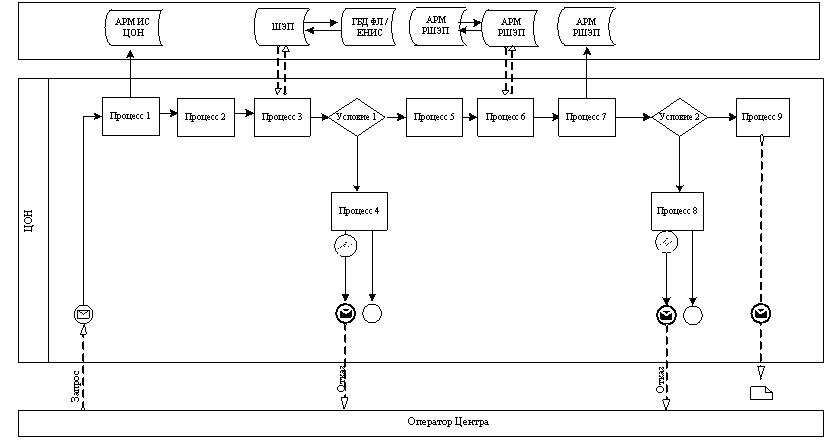 АРМ ИС
ЦОН
ШЭП
ГБД ФЛ /
ЕНИС
АРМ
РШЭП
АРМ
РШЭП
АРМ
РШЭП
Процесс 1
Процесс 2
Процесс 3
Условие 1
Процесс 5
Процесс 6
Процесс 7
Условие 2
Процесс 9
Процесс 4
Процесс 8
ЦОН
Запрос
Отказ
Отказ
Оператор Центра